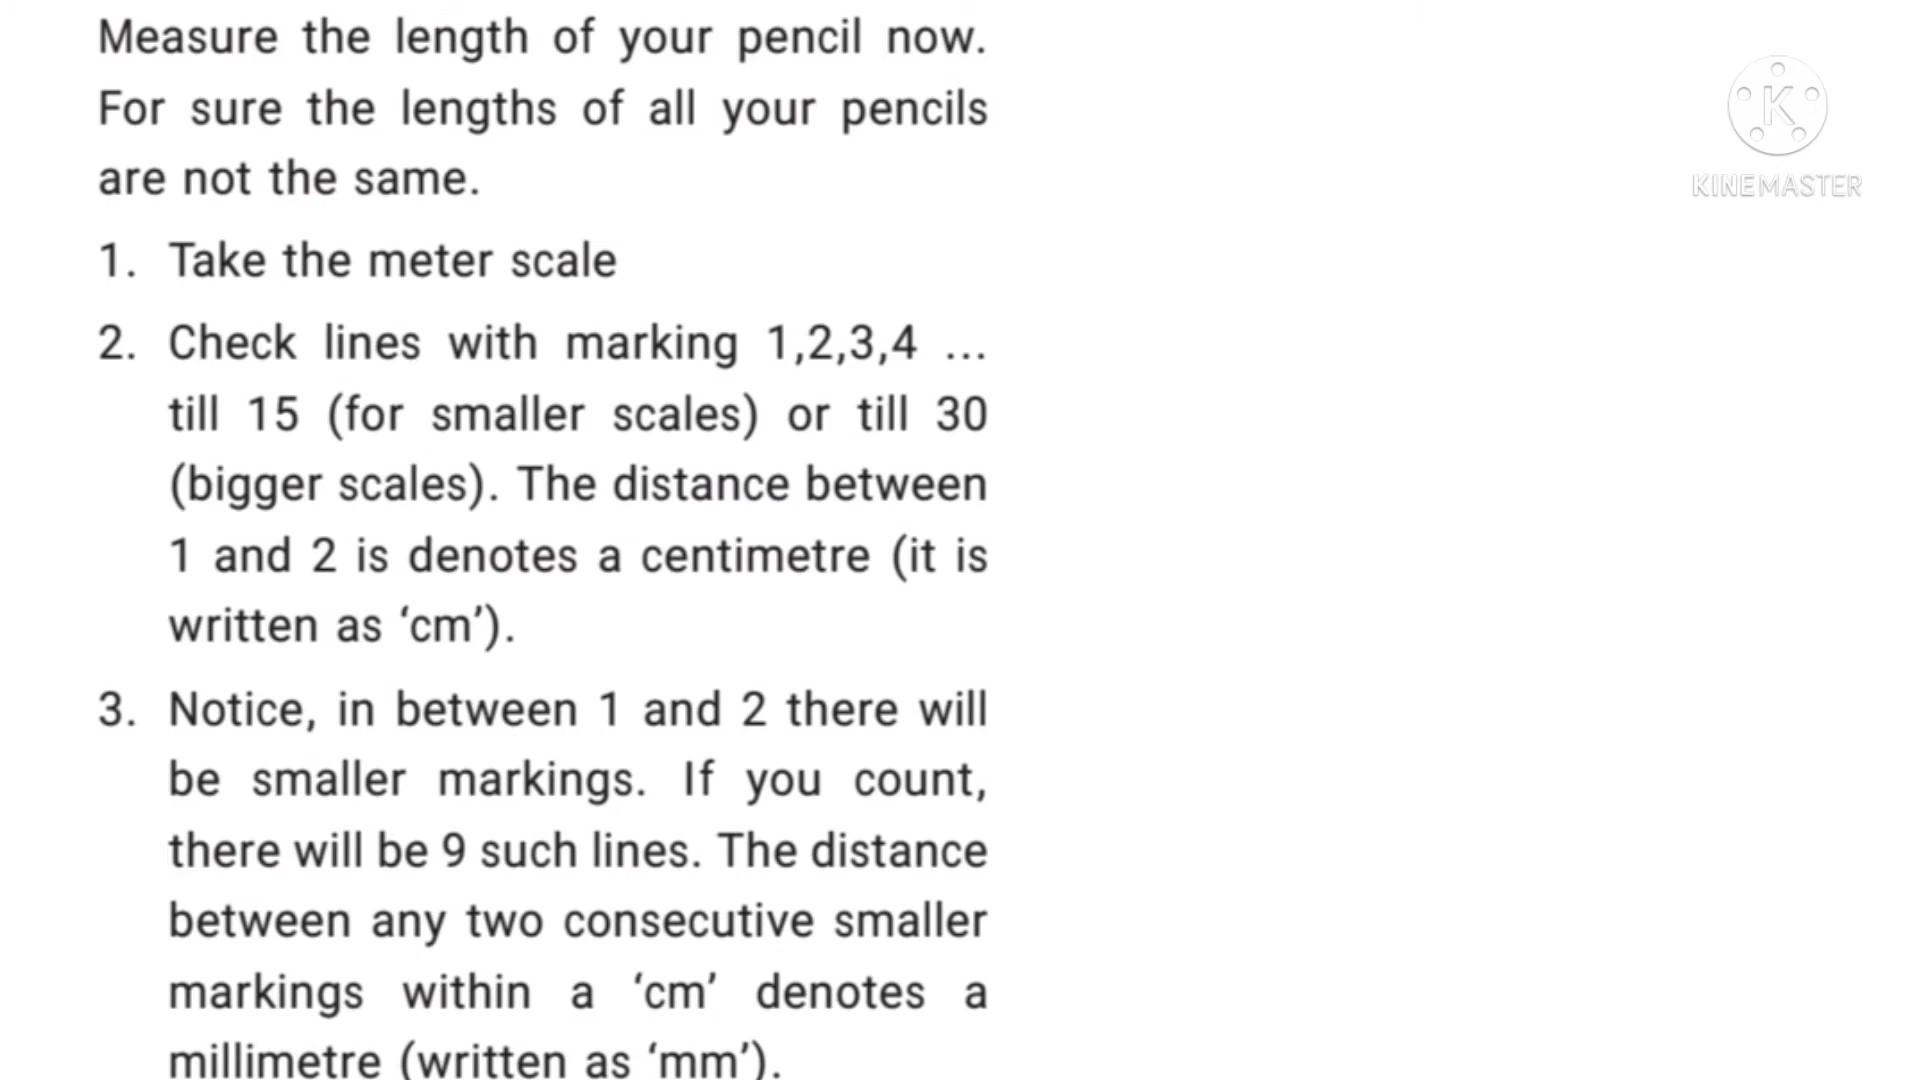 Measure the length of your pencil now.
For sure the lengths of all your pencils
are not the same.
1. Take the meter scale
2. Check lines with marking 1,2,3,4 ...
till 15 (for smaller scales) or till 30
(bigger scales). The distance between
1 and 2 is denotes a centimetre (it is
written as ‘cm’).
3. Notice, in between 1 and 2 there will
be smaller markings. If you count,
there will be 9 such lines. The distance
between any two consecutive smaller
markings within a ‘cm’ denotes a
millimetre (written as ‘mm’).
K
KINEMASTER